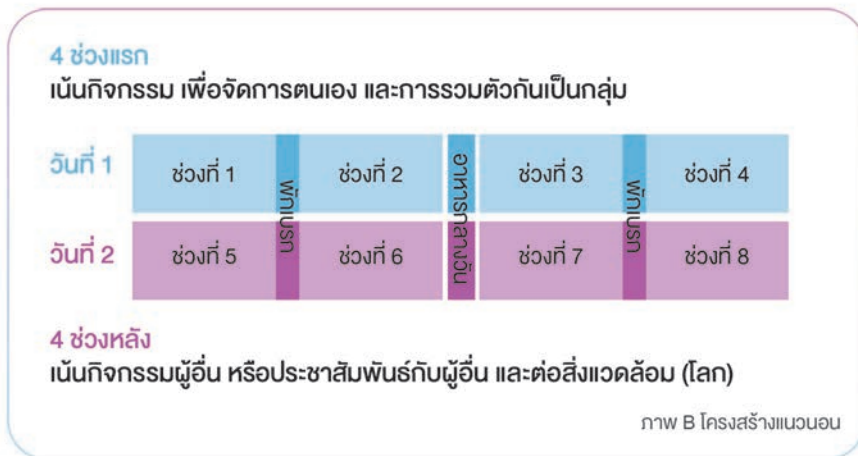 4 ช่วงแรก
เน้นกิจกรรม เพื่อจัดการตนเอง และการรวมตัวกันเป็นกลุ่ม
วันที่ 1
ช่วงที่ 1
พักเบรก
ช่วงที่ 2
อาหารกลางวัน
ช่วงที่ 3
พักเบรก
ช่วงที่ 4
วันที่ 2
ช่วงที่ 5
ช่วงที่ 6
ช่วงที่ 7
ช่วงที่ 8
4 ช่วงหลัง
เน้นกิจกรรมผู้อื่น หรือประชาสัมพันธ์กับผู้อื่น และต่อสิ่งแวดล้อม (โลก)
ภาพ B โครงสร้างแนวนอน